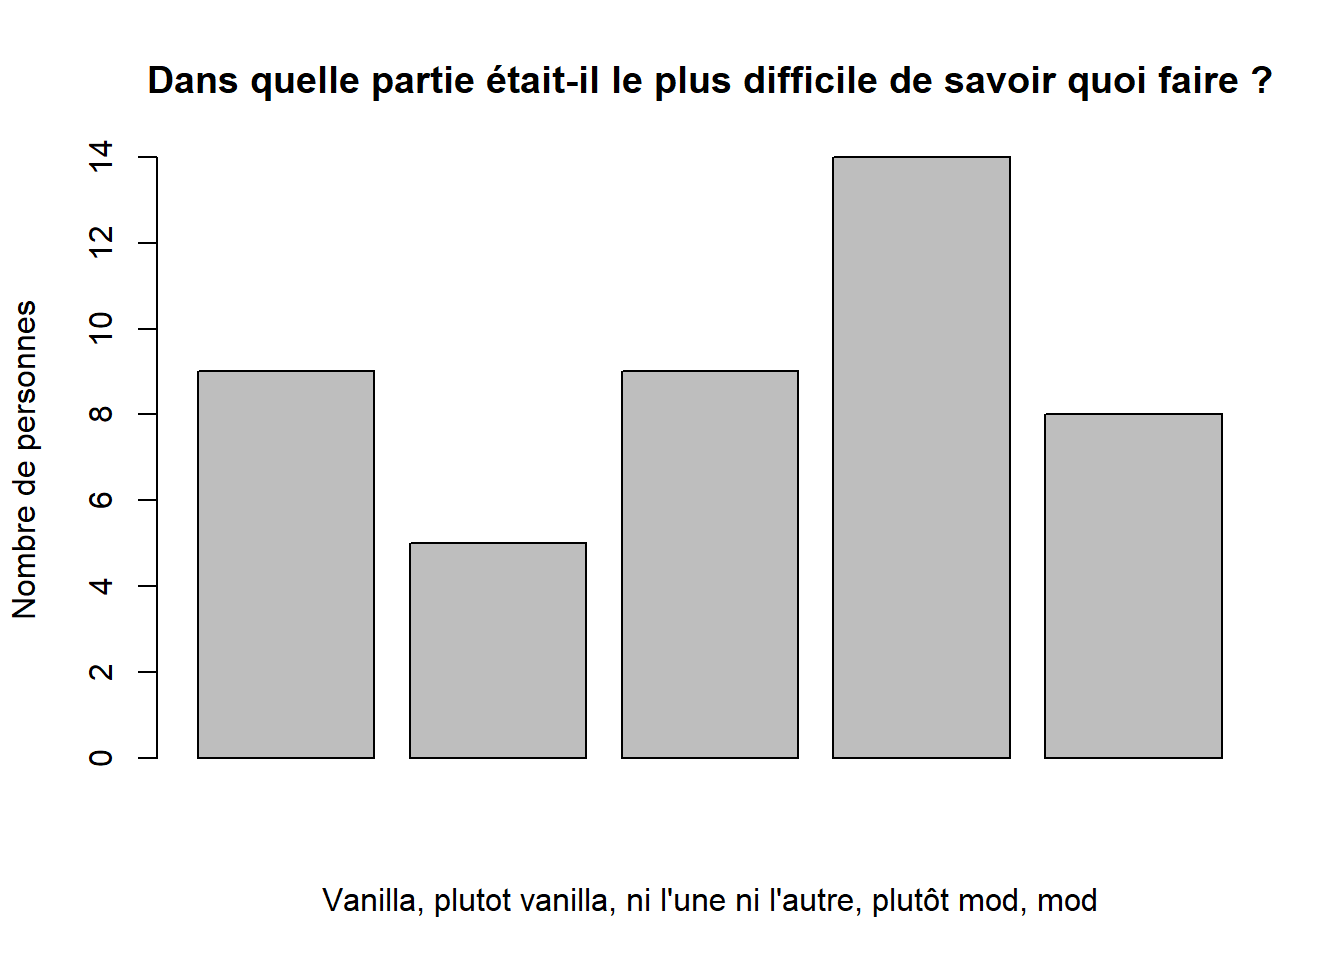 Dans quelle partie était-il le plus difficile de savoir quoi faire ?
Nombre de personnes
14
12
10
8
6
4
2
0
Vanilla, plutot vanilla, ni l'une ni l'autre, plutôt mod, mod